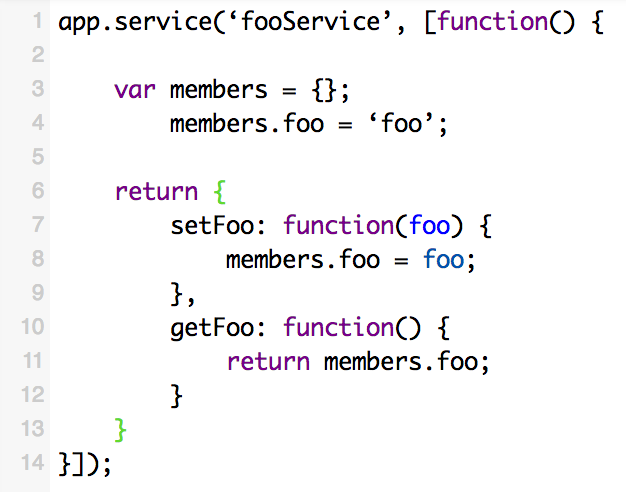 1 app.service(‘fooService’, [function() {
2
3     var members = {};
4         members.foo = ‘foo’;
5
6     return {
7         setFoo: function(foo) {
8             members.foo = foo;
9         },
10         getFoo: function() {
11             return members.foo;
12         }
13     }
14 }]);